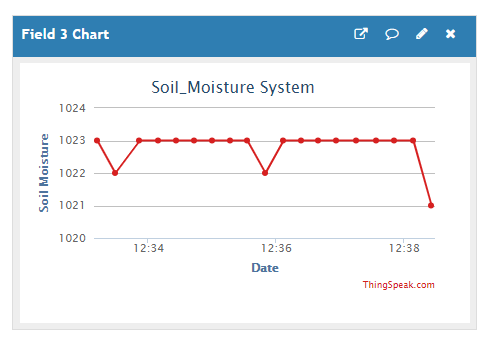 Field 3 Chart
Soil_Moisture System
Soil Moisture
1024
1023
1022
1021
1020
12:34 12:36 12:38
Date
ThingSpeak.com